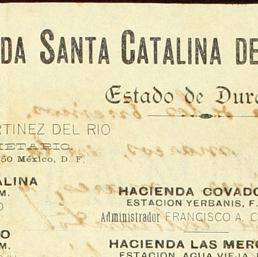 DA SANTA CATALINA DE
Estado de Dura
RTINEZ DEL RIO
IETARIO
50 México, D. F.
ALINA
HACIENDA COVADO
M.
ESTACION YERBANIS, F.
O
Administrador FRANCISCO A. C
M.
HACIENDA LAS MERC
ESTACION, AGUA VIEJA, F